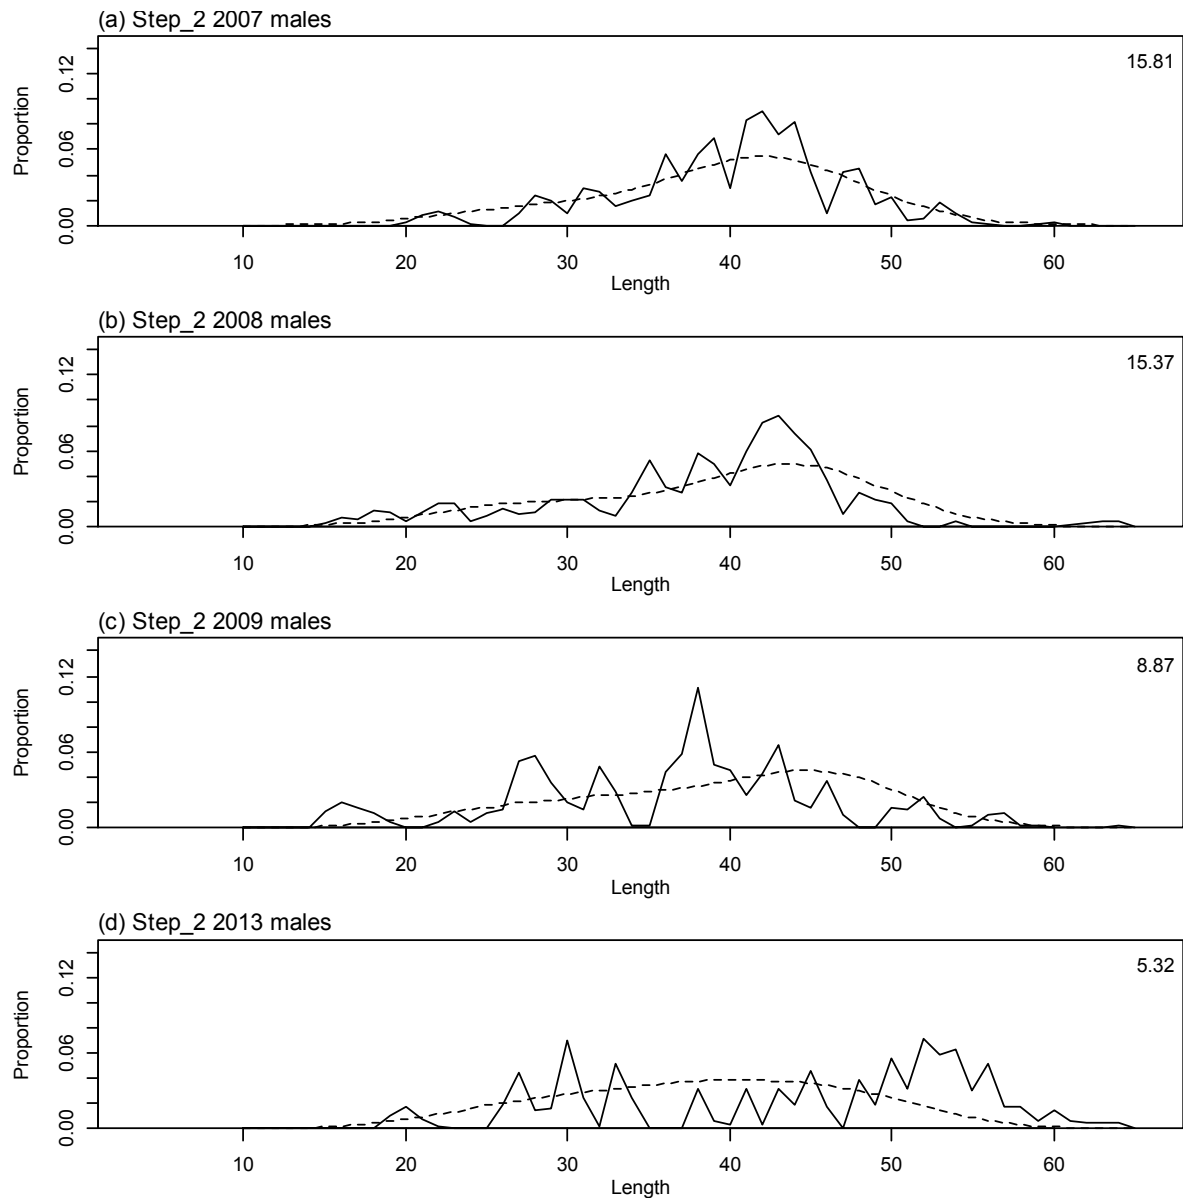 (a) Step_2 2007 males
15.81
Proportion
0.00 0.06 0.12
10 20 30 40 50 60
Length
(b) Step_2 2008 males
15.37
Proportion
0.00 0.06 0.12
10 20 30 40 50 60
Length
(c) Step_2 2009 males
8.87
Proportion
0.00 0.06 0.12
10 20 30 40 50 60
Length
(d) Step_2 2013 males
5.32
Proportion
0.00 0.06 0.12
10 20 30 40 50 60
Length